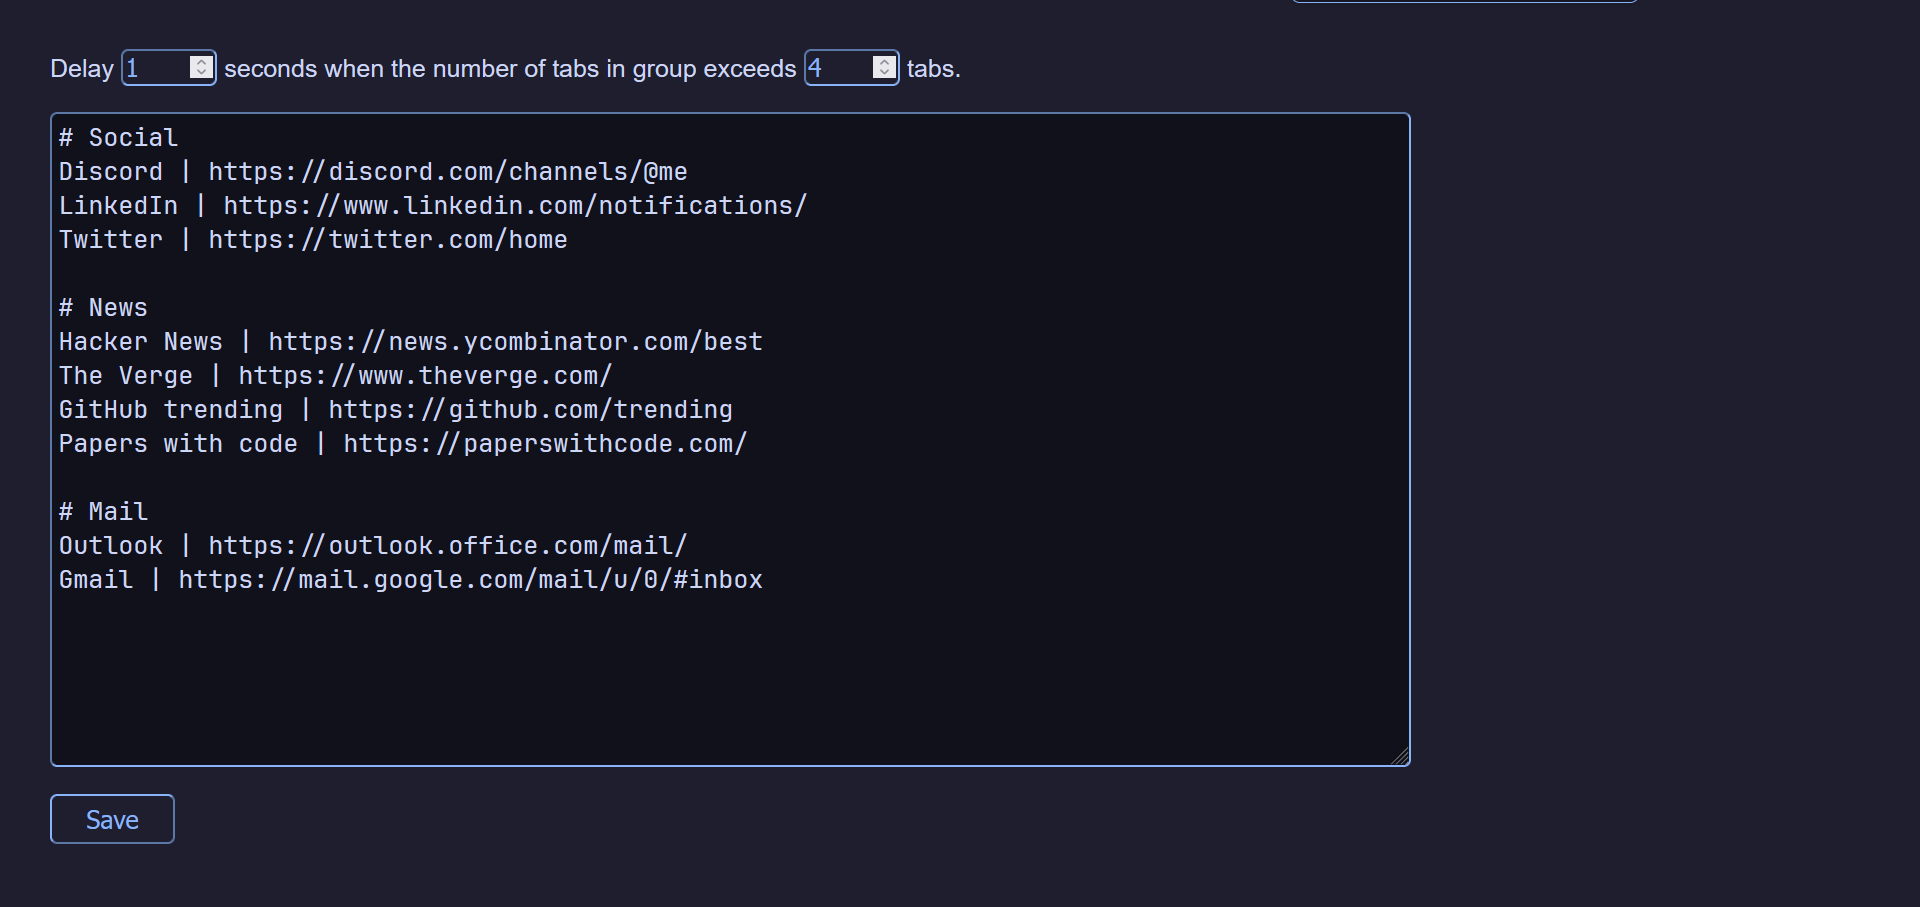 Delay 1 seconds when the number of tabs in group exceeds 4 tabs.
# Social
Discord | https://discord.com/channels/@me
LinkedIn | https://www.linkedin.com/notifications/
Twitter | https://twitter.com/home
# News
Hacker News | https://news.ycombinator.com/best
The Verge | https://www.theverge.com/
GitHub trending | https://github.com/trending
Papers with code | https://paperswithcode.com/
# Mail
Outlook | https://outlook.office.com/mail/
Gmail | https://mail.google.com/mail/u/0/#inbox
Save